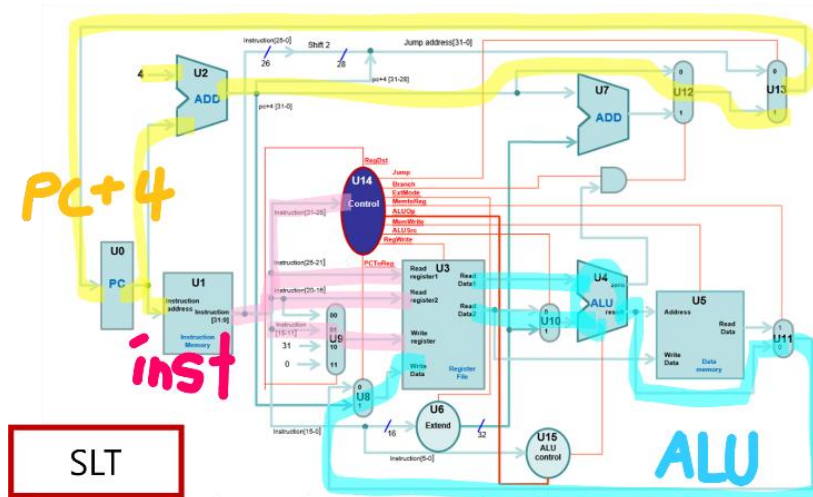 Instruction[25-0]
Shift 2
Jump address[31-0]
26
28
4
U2
ADD
pc+4 [31-28]
pc+4 [31-0]
U7
ADD
0
U12
1
0
U13
1
PC+4
RegDst
U14
Control
Jump
Branch
ExtMode
MemtoReg
ALUOp
MemWrite
ALUSrc
RegWrite
PCToReg
U0
PC
U1
Instruction address
Instruction [31-0]
Instruction Memory
Instruction[25-21]
Instruction
[15-11]
31
0
00
01
10
11
U9
U3
Read register1
Read register2
Write register
Write Data
Read Data1
Read Data2
Register File
0
U8
1
0
U10
1
U4
ALU
zero
result
U5
Address
Read Data
Write Data
Data memory
1
U11
0
Instruction[15-0]
16
U6
Extend
32
Instruction[5-0]
U15
ALU control
inst
ALU
SLT